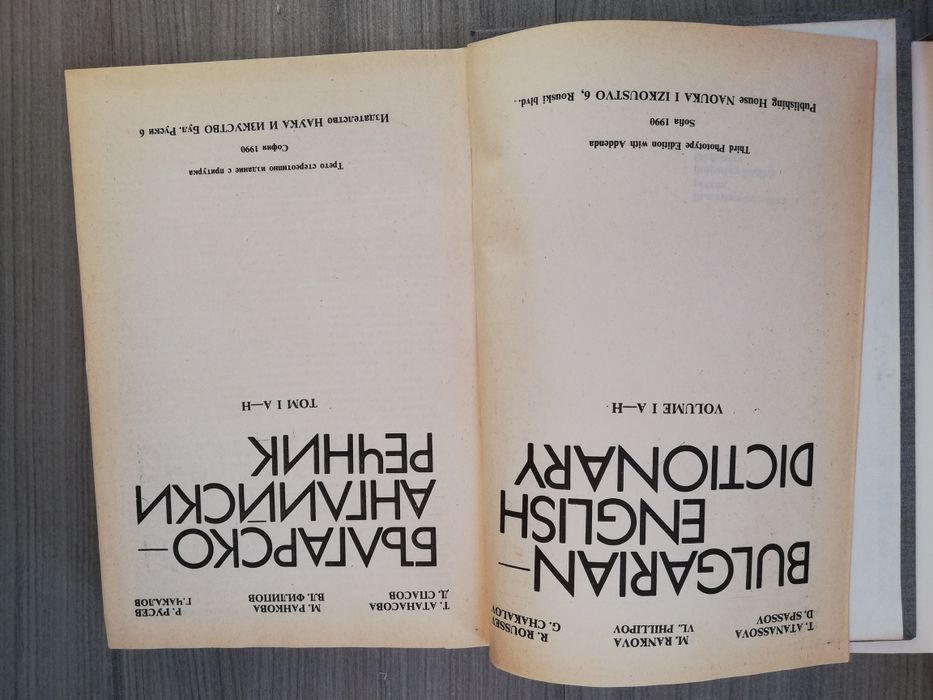 T. ATANASSOVA M. RANKOVA R. ROUSSEV
D. SPASSOV VL. PHILLIPOV G. CHAKALOV
BULGARIAN—
ENGLISH
DICTIONARY
VOLUME I А—Н
Third Phototype Edition with Addenda
Sofia 1990
Publishing House NAOUKA I IZKOUSTVO 6, Rouski blvd.
Т. АТАНАСОВА М. РАНКОВА Р. РУСЕВ
Д. СПАСОВ ВЛ. ФИЛИПОВ Г. ЧАКАЛОВ
БЪЛГАРСКО—
АНГЛИЙСКИ
РЕЧНИК
ТОМ I А—Н
Трето стереотипно издание с притурка
София 1990
Издателство НАУКА И ИЗКУСТВО Бул. Руски 6